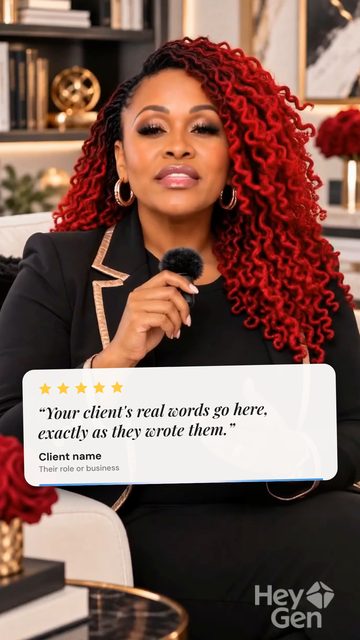 “Your client's real words go here,
exactly as they wrote them.”
Client name
Their role or business
Hey
Gen